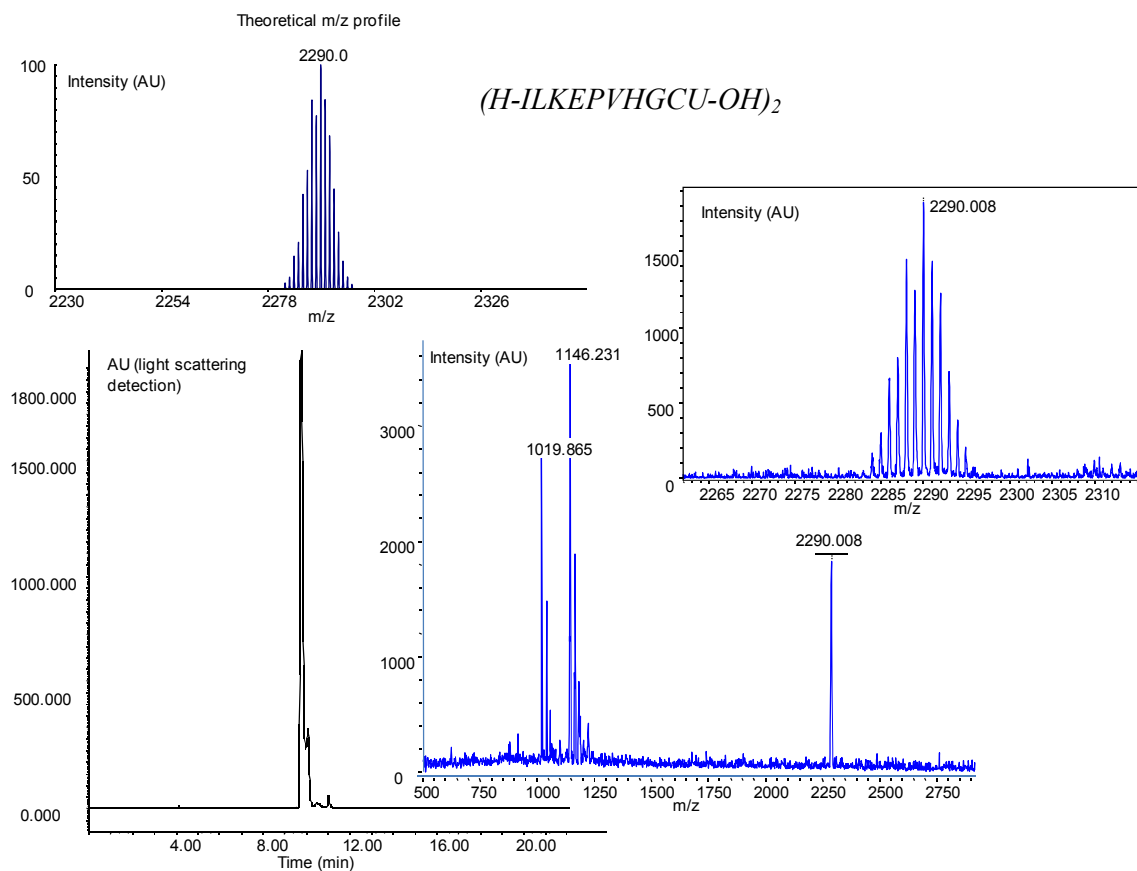 Theoretical m/z profile
2290.0
100
Intensity (AU)
50
0
2230 2254 2278 2302 2326
m/z
(H-ILKEPVHGCU-OH)2
Intensity (AU)
2290.008
1500
1000
500
0
2265 2270 2275 2280 2285 2290 2295 2300 2305 2310
m/z
AU (light scattering
detection)
1800.000
1500.000
1000.000
500.000
0.000
4.00 8.00 12.00 16.00 20.00
Time (min)
Intensity (AU)
1146.231
1019.865
2290.008
3000
2000
1000
0
500 750 1000 1250 1500 1750 2000 2250 2500 2750
m/z